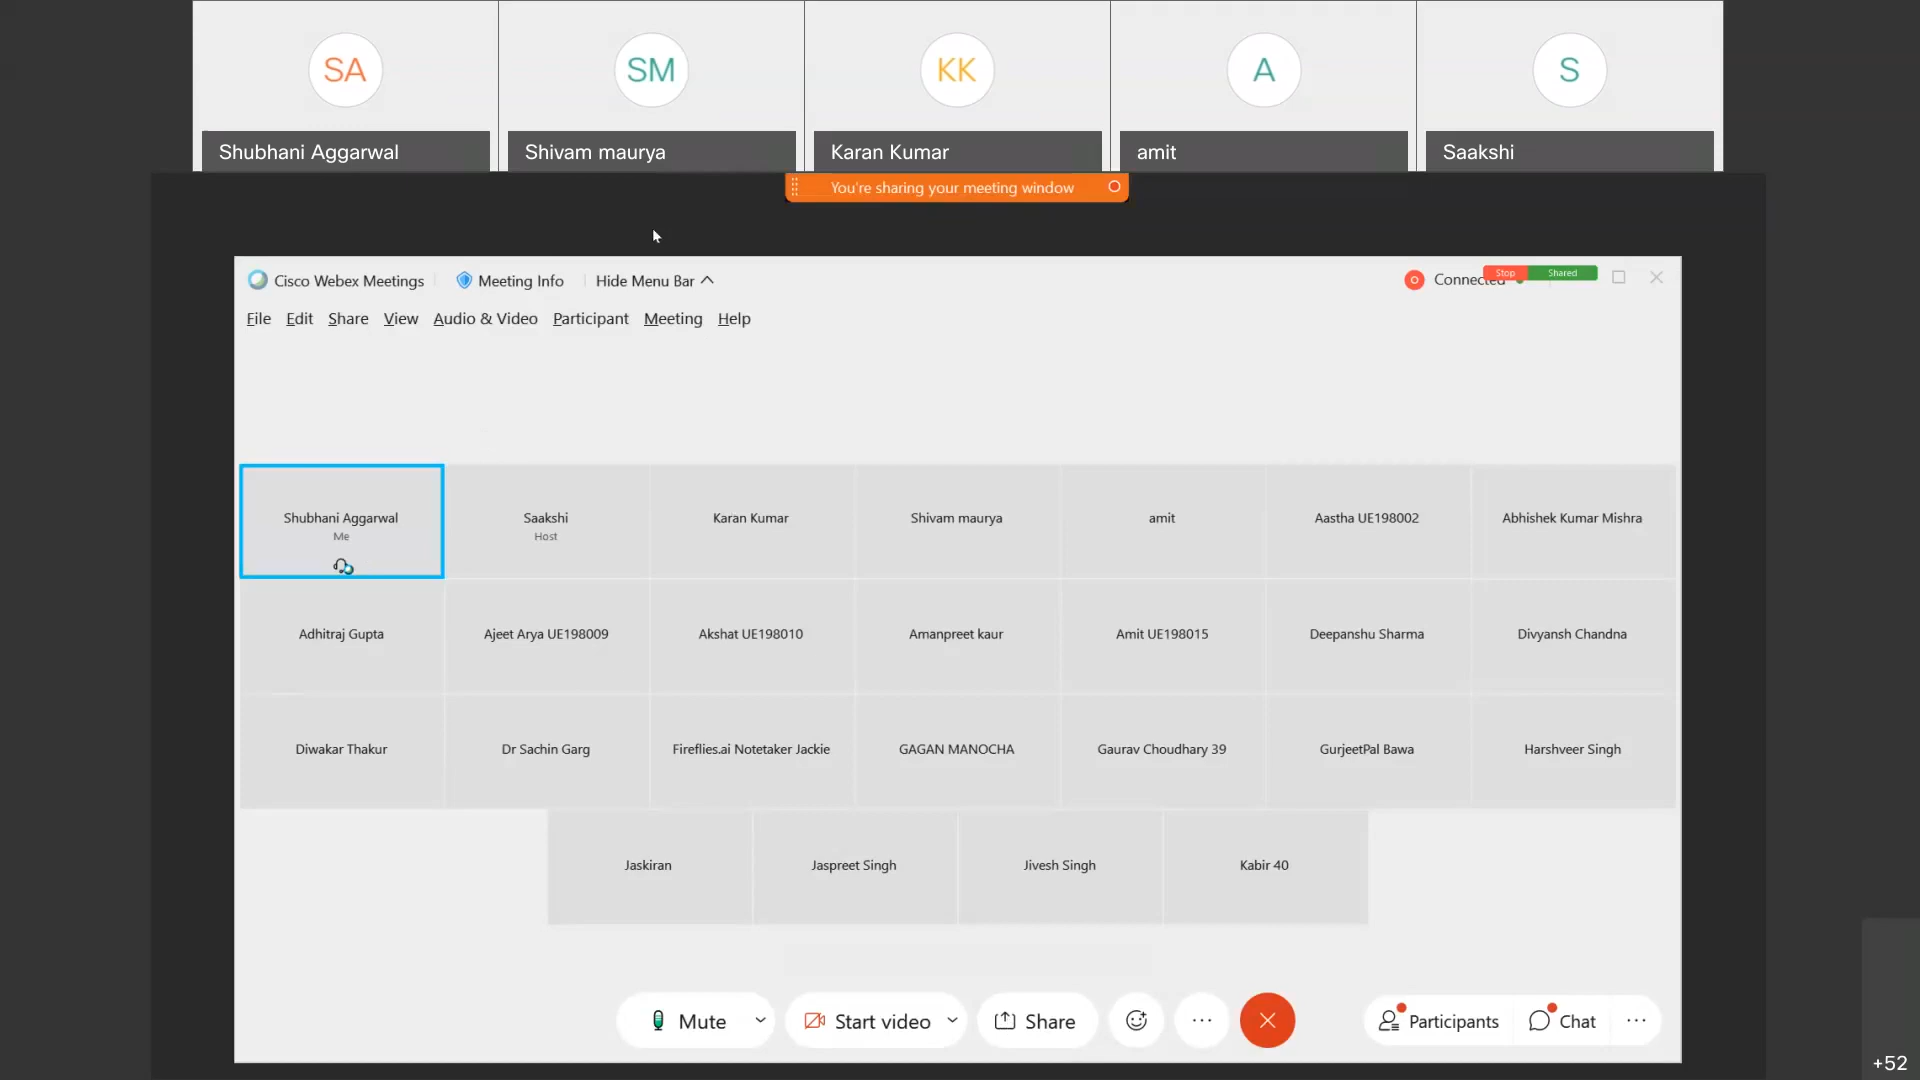 SA
SM
KK
A
S
Shubhani Aggarwal
Shivam maurya
Karan Kumar
amit
Saakshi
You're sharing your meeting window
Cisco Webex Meetings
Meeting Info
Hide Menu Bar
Connected
Stop
Shared
File Edit Share View Audio & Video Participant Meeting Help
Shubhani Aggarwal
Me
Saakshi
Host
Karan Kumar
Shivam maurya
amit
Aastha UE198002
Abhishek Kumar Mishra
Adhitraj Gupta
Ajeet Arya UE198009
Akshat UE198010
Amanpreet kaur
Amit UE198015
Deepanshu Sharma
Divyansh Chandna
Diwakar Thakur
Dr Sachin Garg
Fireflies.ai Notetaker Jackie
GAGAN MANOCHA
Gaurav Choudhary 39
GurjeetPal Bawa
Harshveer Singh
Jaskiran
Jaspreet Singh
Jivesh Singh
Kabir 40
Mute
Start video
Share
Participants
Chat
+52